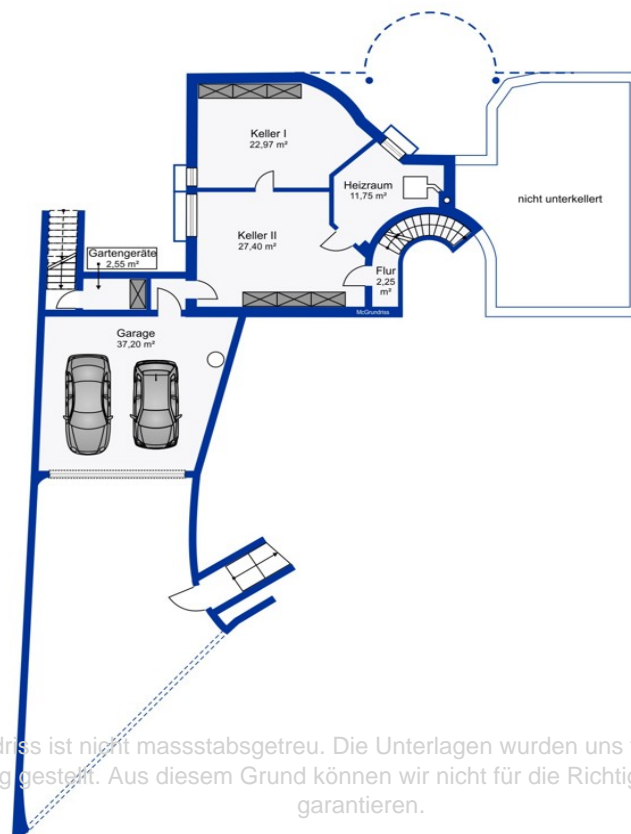 Keller I
22,97 m²
Heizraum
11,75 m²
nicht unterkellert
Keller II
27,40 m²
Gartengeräte
2,55 m²
Flur
2,25
m²
McGrundriss
Garage
37,20 m²
ist nicht massstabsgetreu. Die Unterlagen wurden uns
gestellt. Aus diesem Grund können wir nicht für die
garantieren.